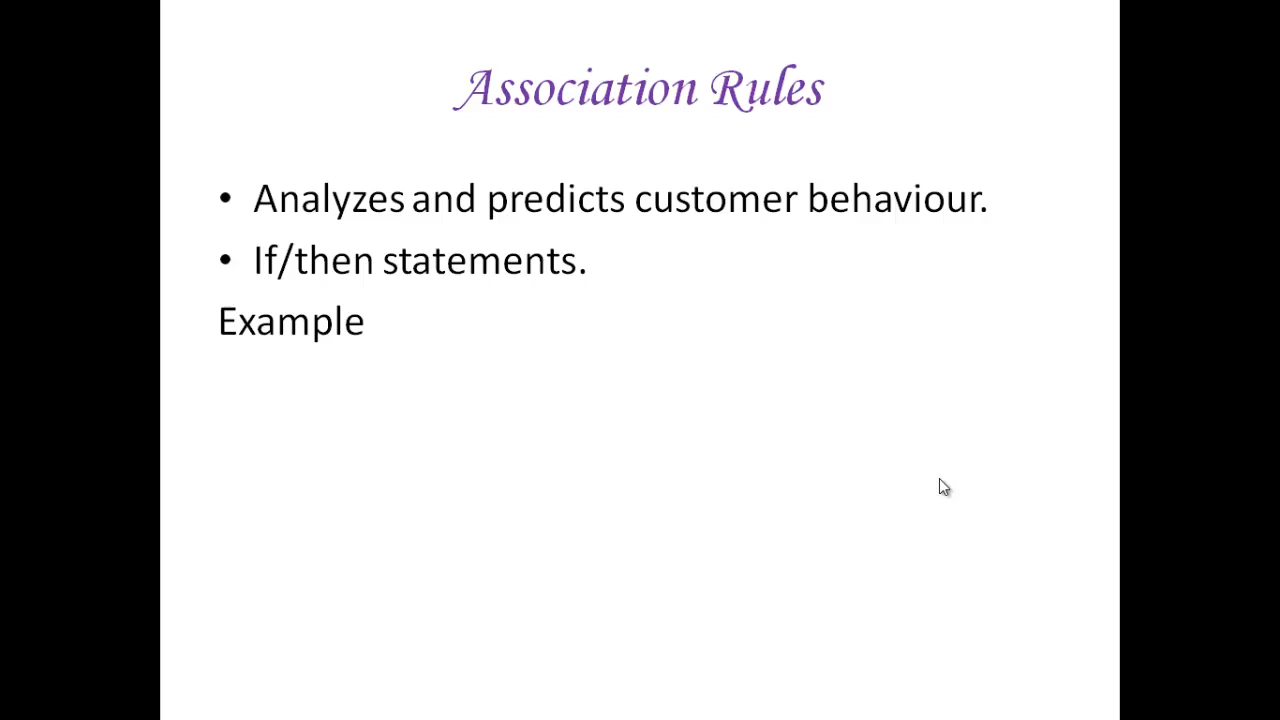 Association Rules
• Analyzes and predicts customer behaviour.
• If/then statements.
Example